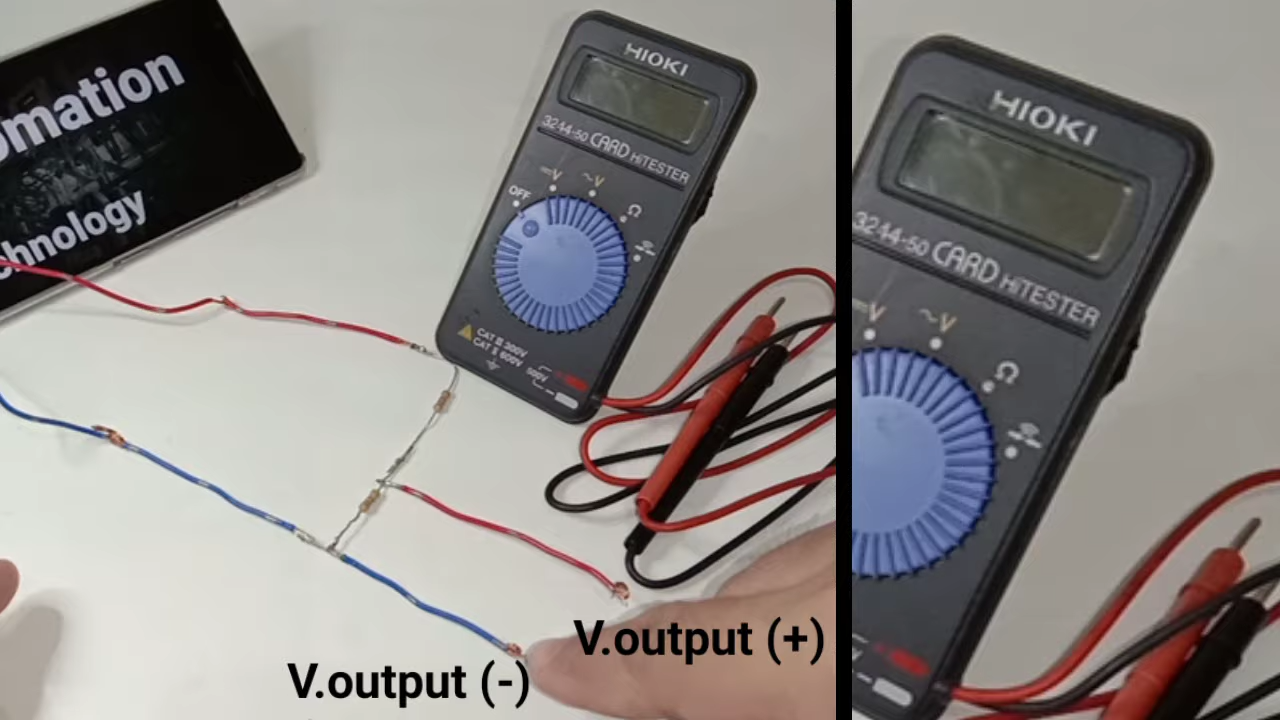 omation
chnology
HIOKI
3244-50 CARD HiTESTER
OFF
⎓V
~V
Ω
CAT III 300V
CAT II 600V
500V
V.output (+)
V.output (-)
HIOKI
3244-50 CARD HiTESTER
V
~V
Ω